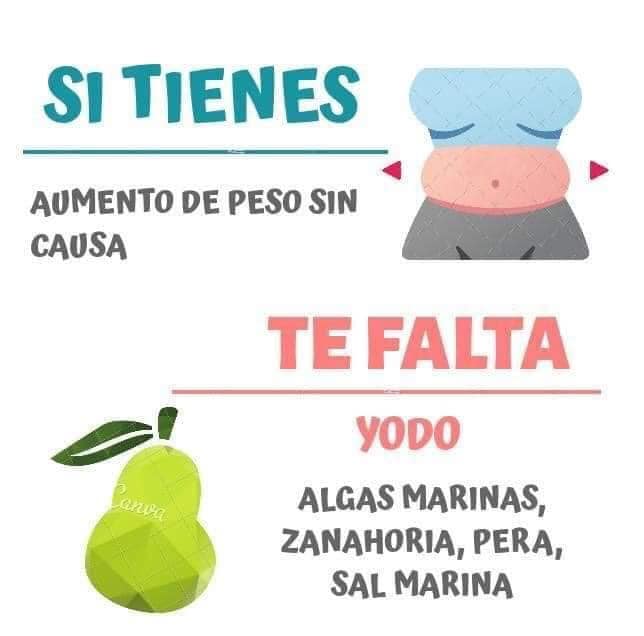 SI TIENES
AUMENTO DE PESO SIN
CAUSA
TE FALTA
YODO
ALGAS MARINAS,
ZANAHORIA, PERA,
SAL MARINA
Canva